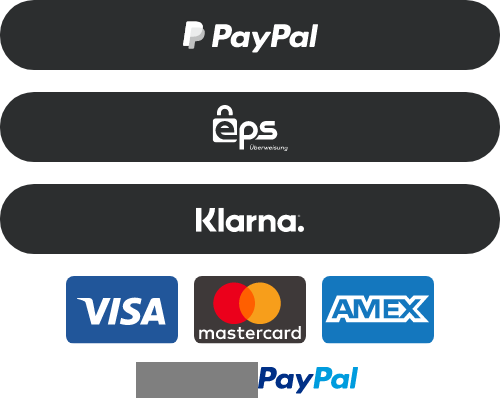 PayPal
eps
Überweisung
Klarna.
VISA
mastercard
AMEX
PayPal